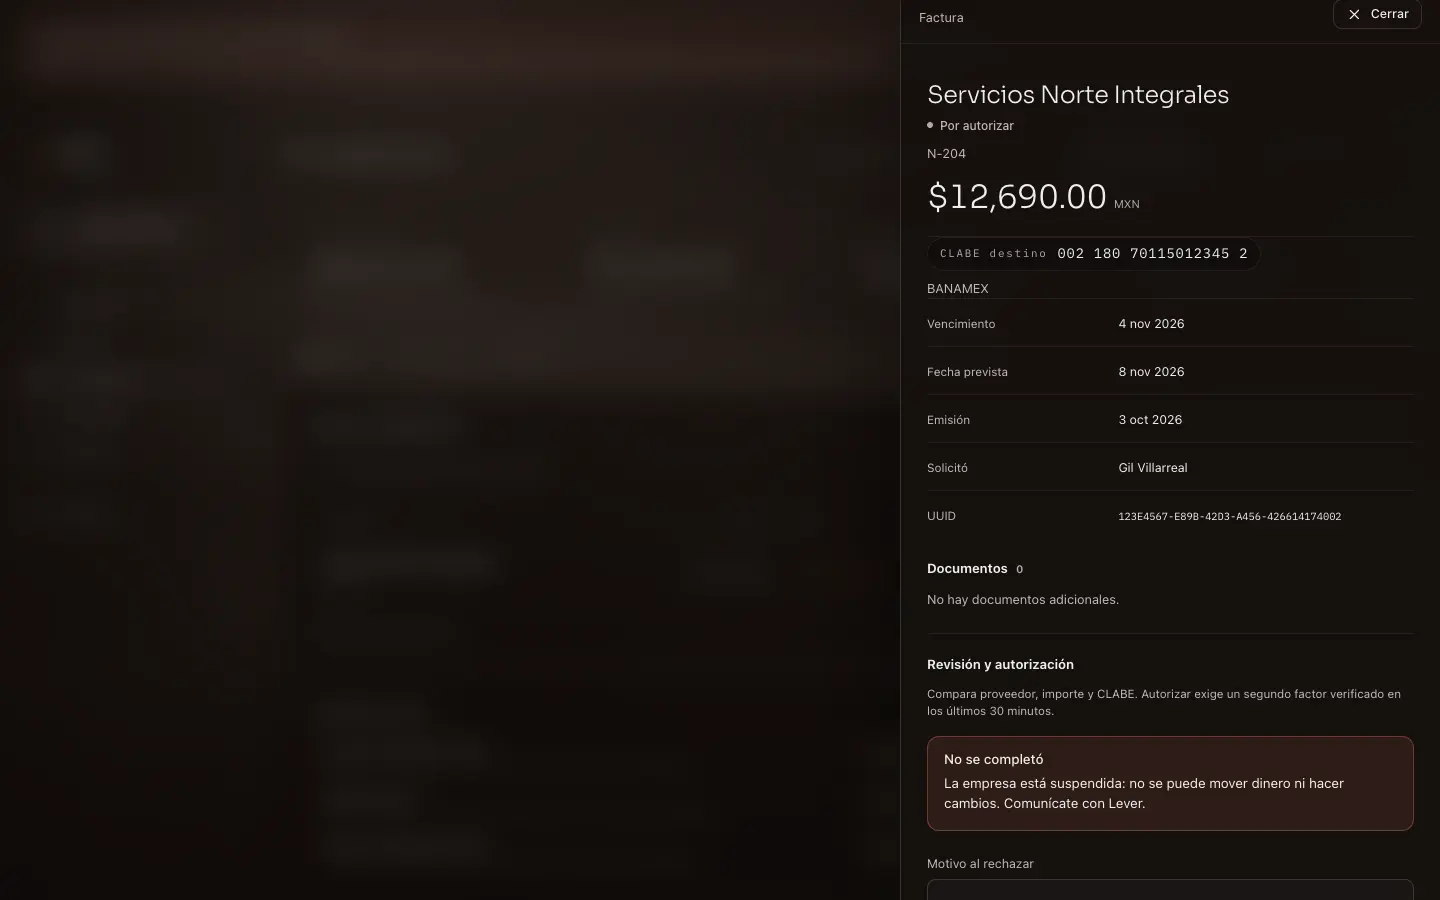 Factura
Cerrar
Servicios Norte Integrales
Por autorizar
N-204
$12,690.00 MXN
CLABE destino 002 180 70115012345 2
BANAMEX
Vencimiento 4 nov 2026
Fecha prevista 8 nov 2026
Emisión 3 oct 2026
Solicitó Gil Villarreal
UUID 123E4567-E89B-42D3-A456-426614174002
Documentos 0
No hay documentos adicionales.
Revisión y autorización
Compara proveedor, importe y CLABE. Autorizar exige un segundo factor verificado en
los últimos 30 minutos.
No se completó
La empresa está suspendida: no se puede mover dinero ni hacer
cambios. Comunícate con Lever.
Motivo al rechazar